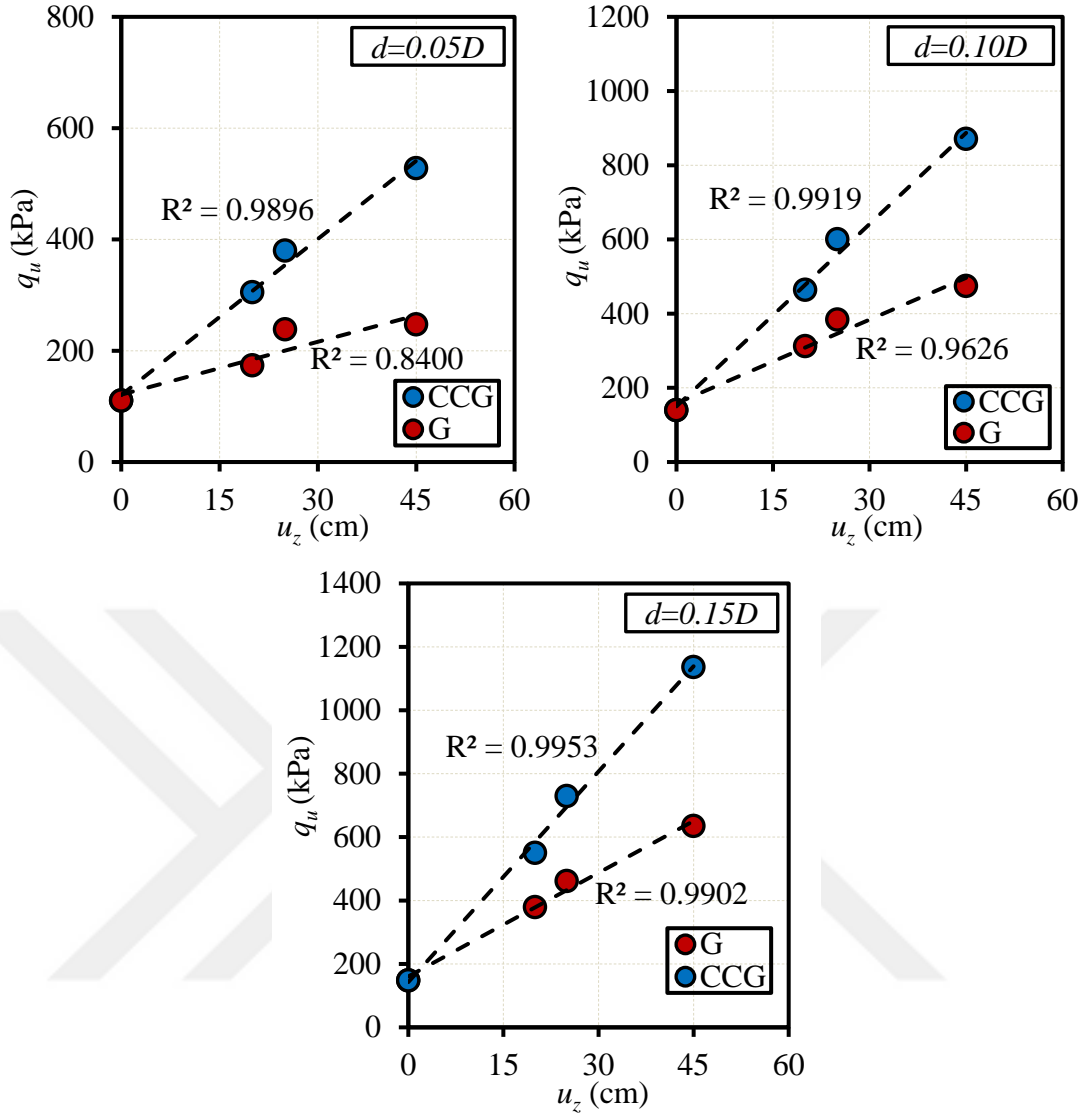 800
600
400
200
0
q_u (kPa)
d=0.05D
R² = 0.9896
R² = 0.8400
CCG
G
0 15 30 45 60
u_z (cm)
1200
1000
800
600
400
200
0
q_u (kPa)
d=0.10D
R² = 0.9919
R² = 0.9626
CCG
G
0 15 30 45 60
u_z (cm)
1400
1200
1000
800
600
400
200
0
q_u (kPa)
d=0.15D
R² = 0.9953
R² = 0.9902
G
CCG
0 15 30 45 60
u_z (cm)